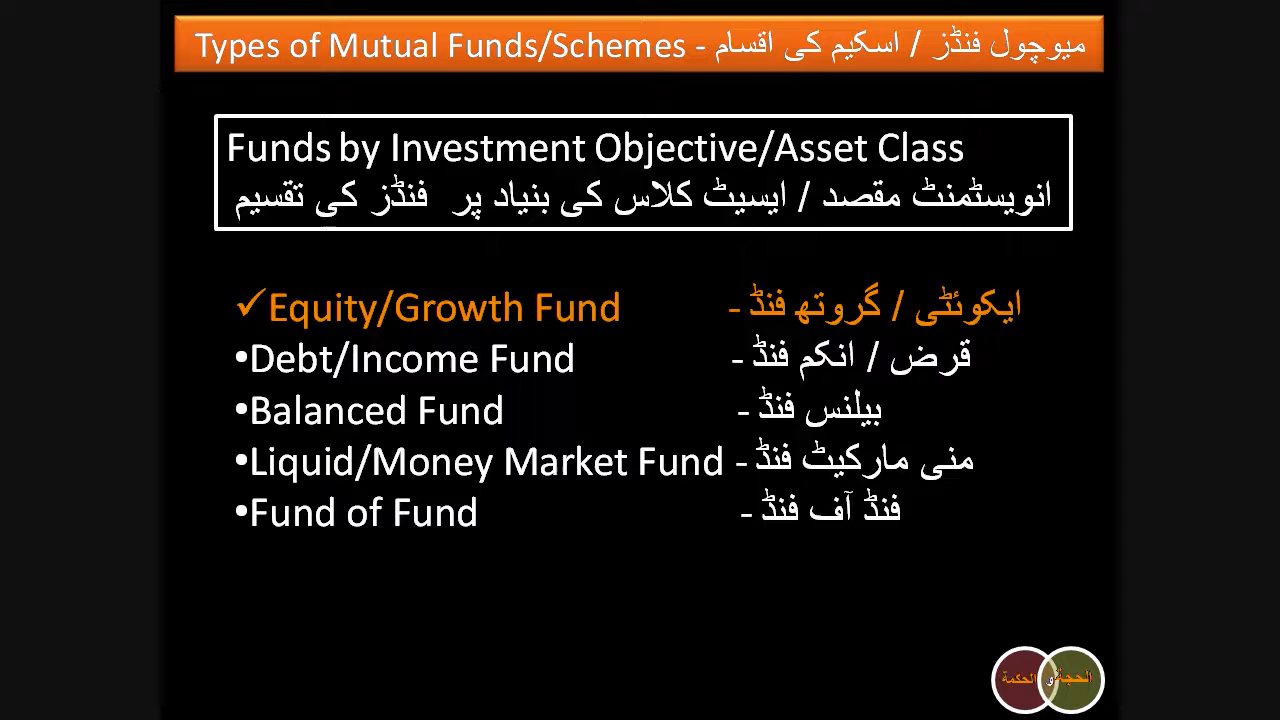 Types of Mutual Funds/Schemes - میوچول فنڈز / اسکیم کی اقسام
Funds by Investment Objective/Asset Class
انویسٹمنٹ مقصد / ایسیٹ کلاس کی بنیاد پر فنڈز کی تقسیم
✓Equity/Growth Fund - ایکوئٹی / گروتھ فنڈ
•Debt/Income Fund - قرض / انکم فنڈ
•Balanced Fund - بیلنس فنڈ
•Liquid/Money Market Fund - منی مارکیٹ فنڈ
•Fund of Fund - فنڈ آف فنڈ
الحجة و الحكمة